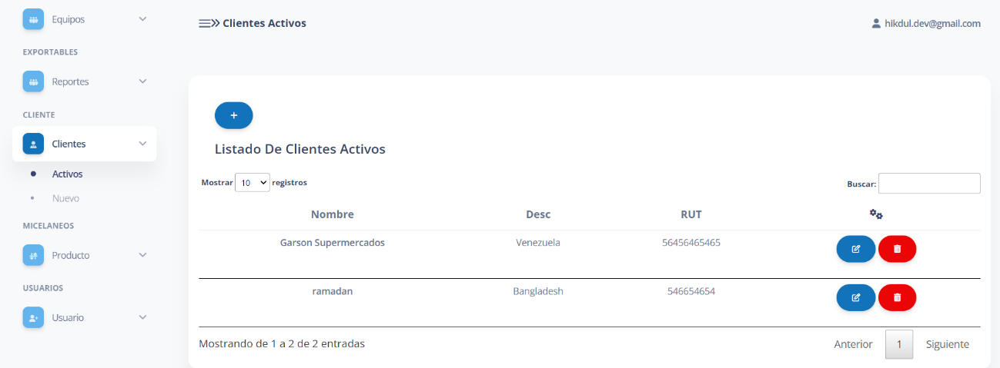 Equipos
EXPORTABLES
Reportes
CLIENTE
Clientes
Activos
Nuevo
MICELANEOS
Producto
USUARIOS
Usuario
Clientes Activos
hikdul.dev@gmail.com
+
Listado De Clientes Activos
Mostrar 10 registros
Buscar:
Nombre Desc RUT
Garson Supermercados Venezuela 56456465465
ramadan Bangladesh 546654654
Mostrando de 1 a 2 de 2 entradas
Anterior 1 Siguiente